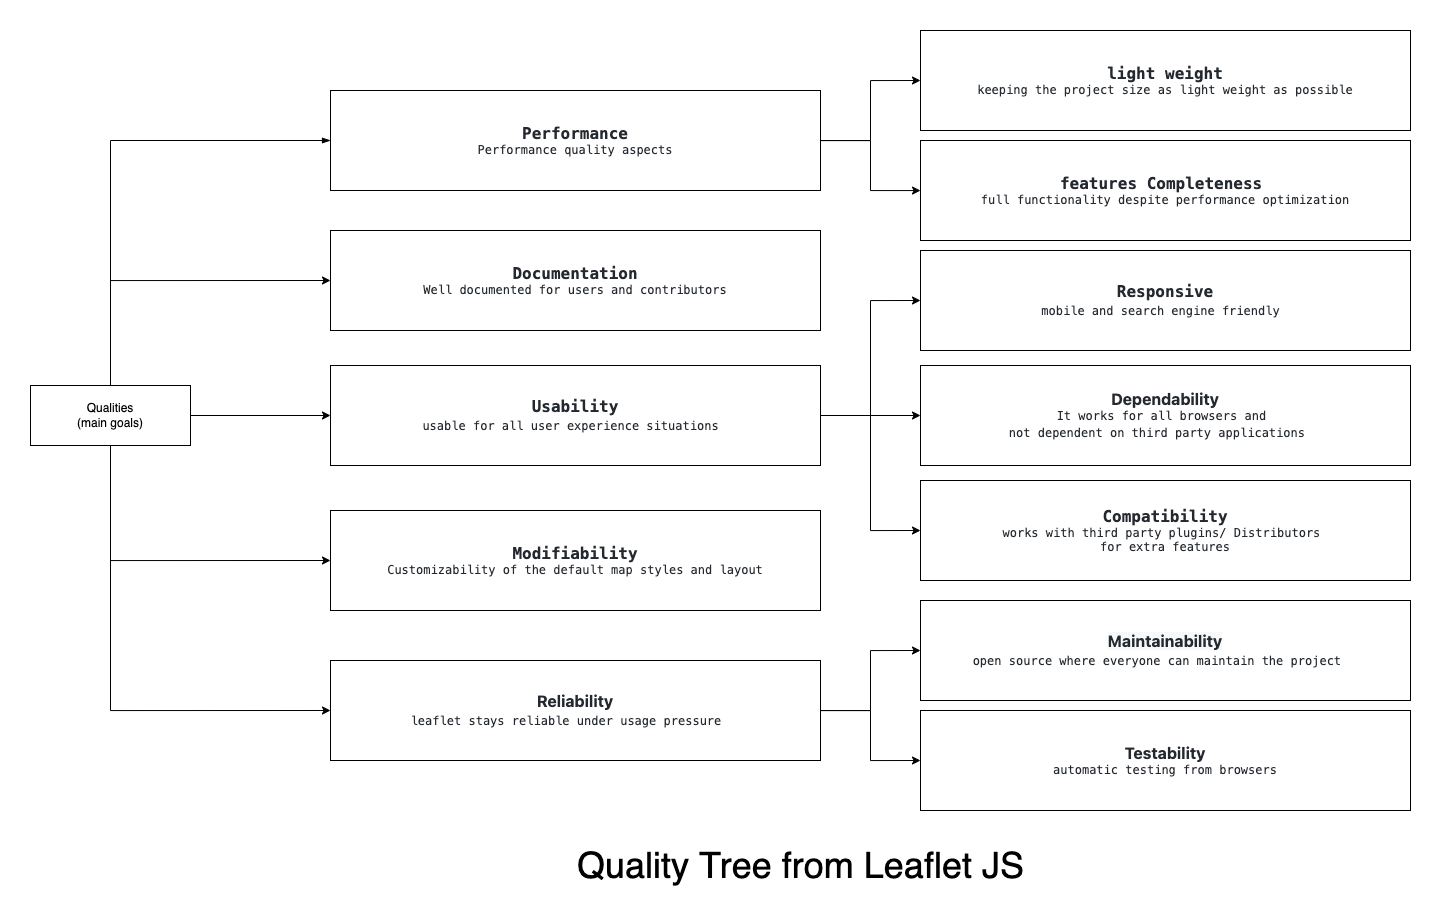 Qualities
(main goals)
Performance
Performance quality aspects
Documentation
Well documented for users and contributors
Usability
usable for all user experience situations
Modifiability
Customizability of the default map styles and layout
Reliability
leaflet stays reliable under usage pressure
light weight
keeping the project size as light weight as possible
features Completeness
full functionality despite performance optimization
Responsive
mobile and search engine friendly
Dependability
It works for all browsers and
not dependent on third party applications
Compatibility
works with third party plugins/ Distributors
for extra features
Maintainability
open source where everyone can maintain the project
Testability
automatic testing from browsers
Quality Tree from Leaflet JS